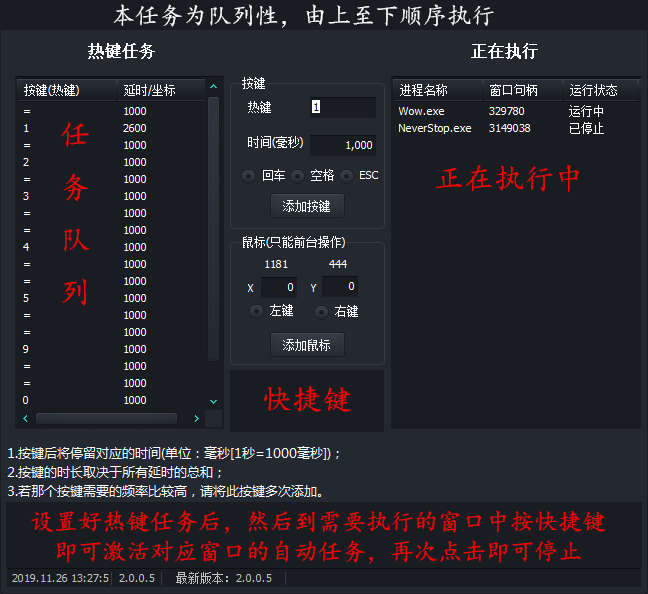 本任务为队列性，由上至下顺序执行
热键任务
按键(热键) 延时/坐标
= 1000
1 2600
= 1000
2 1000
= 1000
3 1000
= 1000
= 1000
4 1000
= 1000
= 1000
5 1000
= 1000
= 1000
9 1000
= 1000
= 1000
0 1000
任
务
队
列
按键
热键 1
时间(毫秒) 1,000
回车 空格 ESC
添加按键
鼠标(只能前台操作)
1181 444
X 0 Y 0
左键 右键
添加鼠标
快捷键
正在执行
进程名称 窗口句柄 运行状态
Wow.exe 329780 运行中
NeverStop.exe 3149038 已停止
正在执行中
1.按键后将停留对应的时间(单位：毫秒[1秒=1000毫秒])；
2.按键的时长取决于所有延时的总和；
3.若那个按键需要的频率比较高，请将此按键多次添加。
设置好热键任务后，然后到需要执行的窗口中按快捷键
即可激活对应窗口的自动任务，再次点击即可停止
2019.11.26 13:27:5 2.0.0.5 最新版本：2.0.0.5